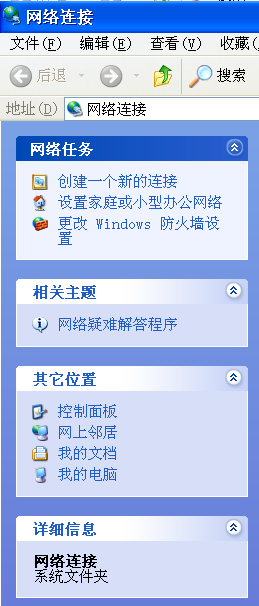 网络连接
文件(F) 编辑(E) 查看(V) 收藏(
后退 搜索
地址(D) 网络连接
网络任务
创建一个新的连接
设置家庭或小型办公网络
更改 Windows 防火墙设
置
相关主题
网络疑难解答程序
其它位置
控制面板
网上邻居
我的文档
我的电脑
详细信息
网络连接
系统文件夹